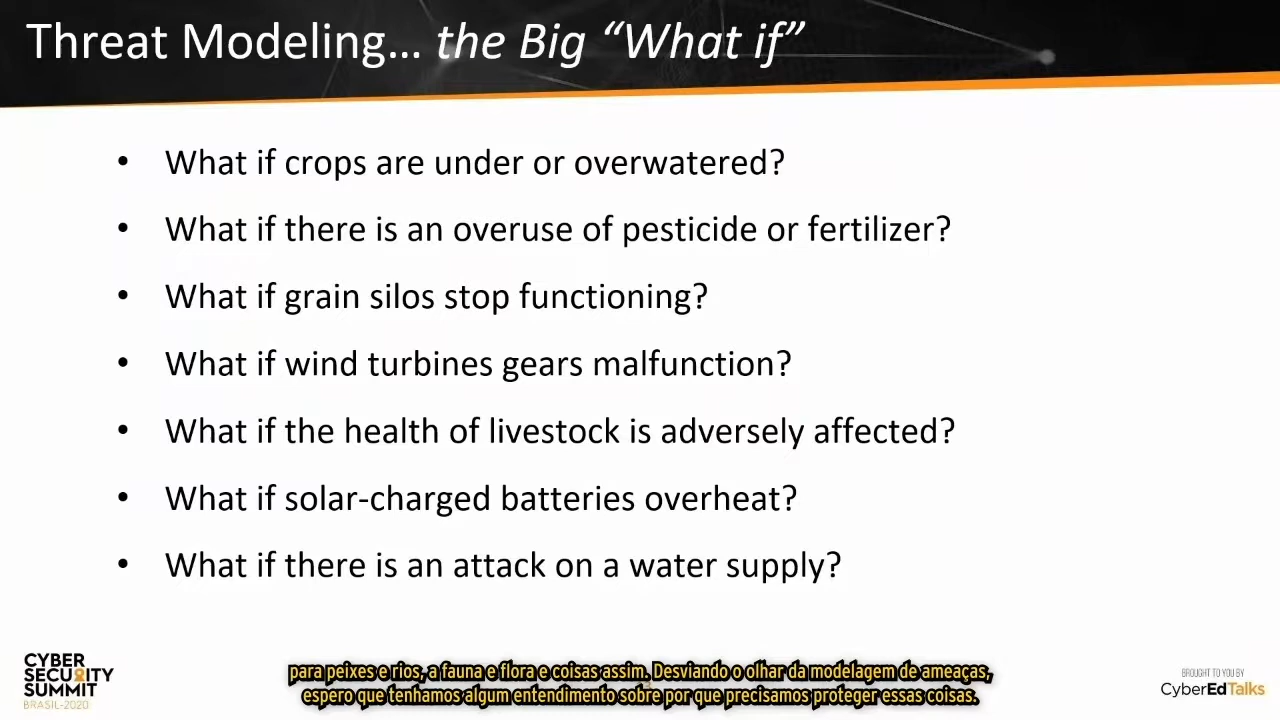 Threat Modeling... the Big “What if”
• What if crops are under or overwatered?
• What if there is an overuse of pesticide or fertilizer?
• What if grain silos stop functioning?
• What if wind turbines gears malfunction?
• What if the health of livestock is adversely affected?
• What if solar-charged batteries overheat?
• What if there is an attack on a water supply?
CYBER
SECURITY
SUMMIT
BRASIL-2020
para peixes e rios, a fauna e flora e coisas assim. Desviando o olhar da modelagem de ameaças,
espero que tenhamos algum entendimento sobre por que precisamos proteger essas coisas.
BROUGHT TO YOU BY
CyberEdTalks